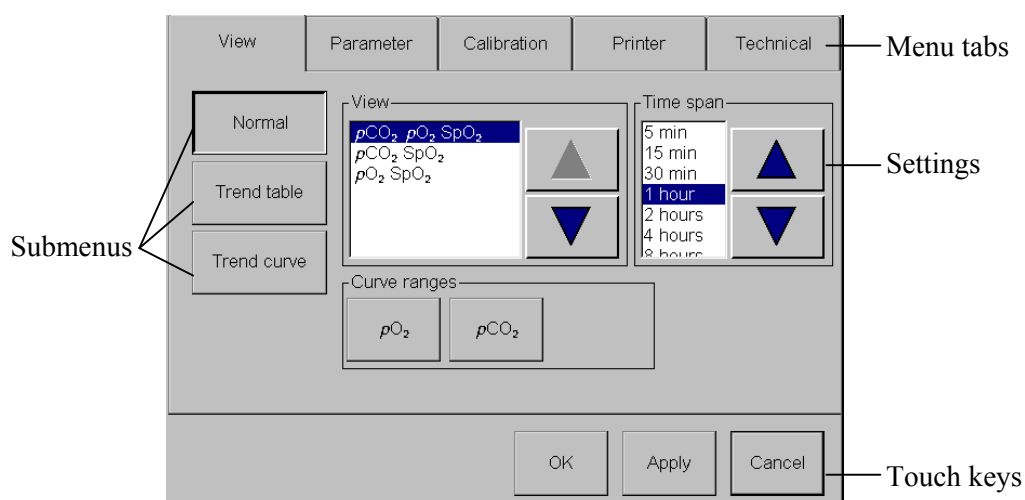 View
Parameter
Calibration
Printer
Technical
Menu tabs
Normal
Trend table
Trend curve
Submenus
View
pCO₂ pO₂ SpO₂
pCO₂ SpO₂
pO₂ SpO₂
Time span
5 min
15 min
30 min
1 hour
2 hours
4 hours
8 hours
Settings
Curve ranges
pO₂
pCO₂
OK
Apply
Cancel
Touch keys